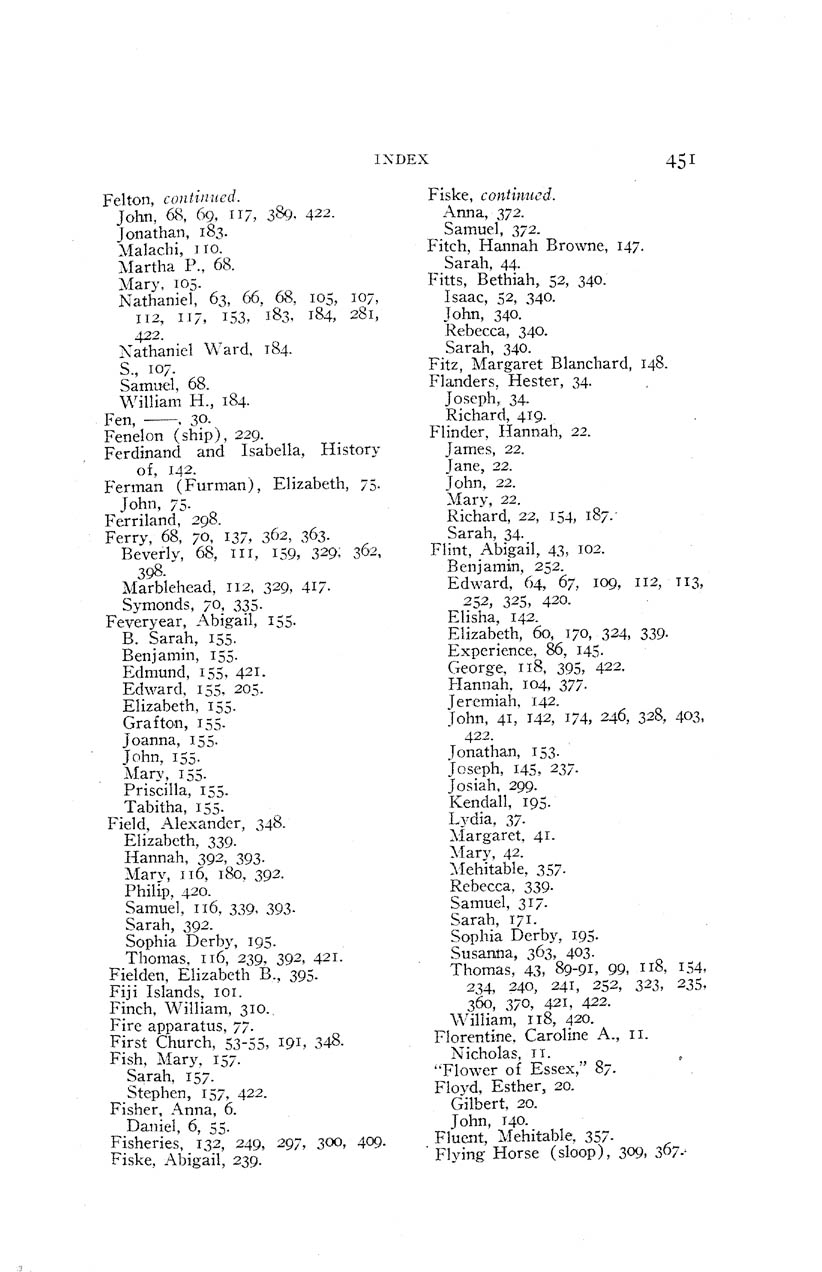 INDEX 451
Felton, continued.
John, 68, 69, 117, 389, 422.
Jonathan, 183.
Malachi, 110.
Martha P., 68.
Mary, 105.
Nathaniel, 63, 66, 68, 105, 107,
112, 117, 153, 183, 184, 281,
422.
Nathaniel Ward, 184.
S., 107.
Samuel, 68.
William H., 184.
Fen, ——, 30.
Fenelon (ship), 229.
Ferdinand and Isabella, History
of, 142.
Ferman (Furman), Elizabeth, 75.
John, 75.
Ferriland, 298.
Ferry, 68, 70, 137, 362, 363.
Beverly, 68, 111, 159, 329, 362,
398.
Marblehead, 112, 329, 417.
Symonds, 70, 335.
Feveryear, Abigail, 155.
B. Sarah, 155.
Benjamin, 155.
Edmund, 155, 421.
Edward, 155, 205.
Elizabeth, 155.
Grafton, 155.
Joanna, 155.
John, 155.
Mary, 155.
Priscilla, 155.
Tabitha, 155.
Field, Alexander, 348.
Elizabeth, 339.
Hannah, 392, 393.
Mary, 116, 180, 392.
Philip, 420.
Samuel, 116, 339, 393.
Sarah, 392.
Sophia Derby, 195.
Thomas, 116, 239, 392, 421.
Fielden, Elizabeth B., 395.
Fiji Islands, 101.
Finch, William, 310.
Fire apparatus, 77.
First Church, 53-55, 191, 348.
Fish, Mary, 157.
Sarah, 157.
Stephen, 157, 422.
Fisher, Anna, 6.
Daniel, 6, 55.
Fisheries, 132, 249, 297, 300, 409.
Fiske, Abigail, 239.
Fiske, continued.
Anna, 372.
Samuel, 372.
Fitch, Hannah Browne, 147.
Sarah, 44.
Fitts, Bethiah, 52, 340.
Isaac, 52, 340.
John, 340.
Rebecca, 340.
Sarah, 340.
Fitz, Margaret Blanchard, 148.
Flanders, Hester, 34.
Joseph, 34.
Richard, 419.
Flinder, Hannah, 22.
James, 22.
Jane, 22.
John, 22.
Mary, 22.
Richard, 22, 154, 187.
Sarah, 34.
Flint, Abigail, 43, 102.
Benjamin, 252.
Edward, 64, 67, 109, 112, 113,
252, 325, 420.
Elisha, 142.
Elizabeth, 60, 170, 324, 339.
Experience, 86, 145.
George, 118, 395, 422.
Hannah, 104, 377.
Jeremiah, 142.
John, 41, 142, 174, 246, 328, 403,
422.
Jonathan, 153.
Joseph, 145, 237.
Josiah, 299.
Kendall, 195.
Lydia, 37.
Margaret, 41.
Mary, 42.
Mehitable, 357.
Rebecca, 339.
Samuel, 317.
Sarah, 171.
Sophia Derby, 195.
Susanna, 363, 403.
Thomas, 43, 89-91, 99, 118, 154,
234, 240, 241, 252, 323, 235,
360, 370, 421, 422.
William, 118, 420.
Florentine, Caroline A., 11.
Nicholas, 11.
"Flower of Essex," 87.
Floyd, Esther, 20.
Gilbert, 20.
John, 140.
Fluent, Mehitable, 357.
Flying Horse (sloop), 309, 367.